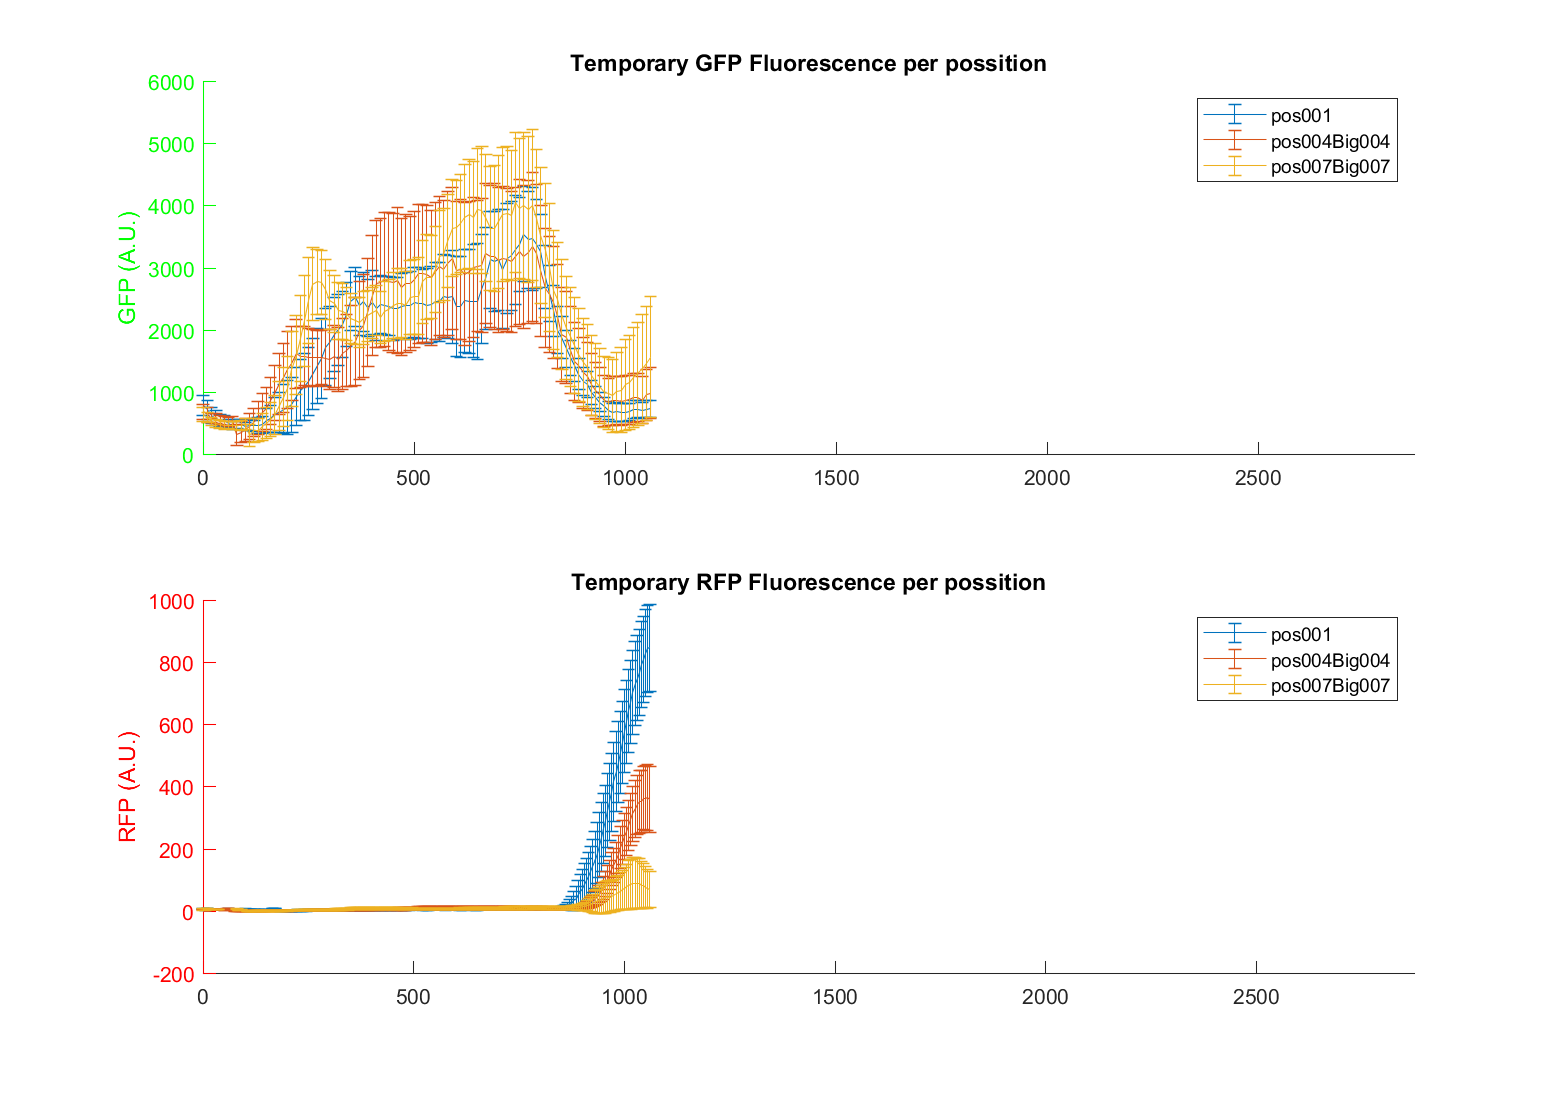 Temporary GFP Fluorescence per possition
6000
5000
4000
3000
2000
1000
0
GFP (A.U.)
0 500 1000 1500 2000 2500
pos001
pos004Big004
pos007Big007
Temporary RFP Fluorescence per possition
1000
800
600
400
200
0
-200
RFP (A.U.)
0 500 1000 1500 2000 2500
pos001
pos004Big004
pos007Big007